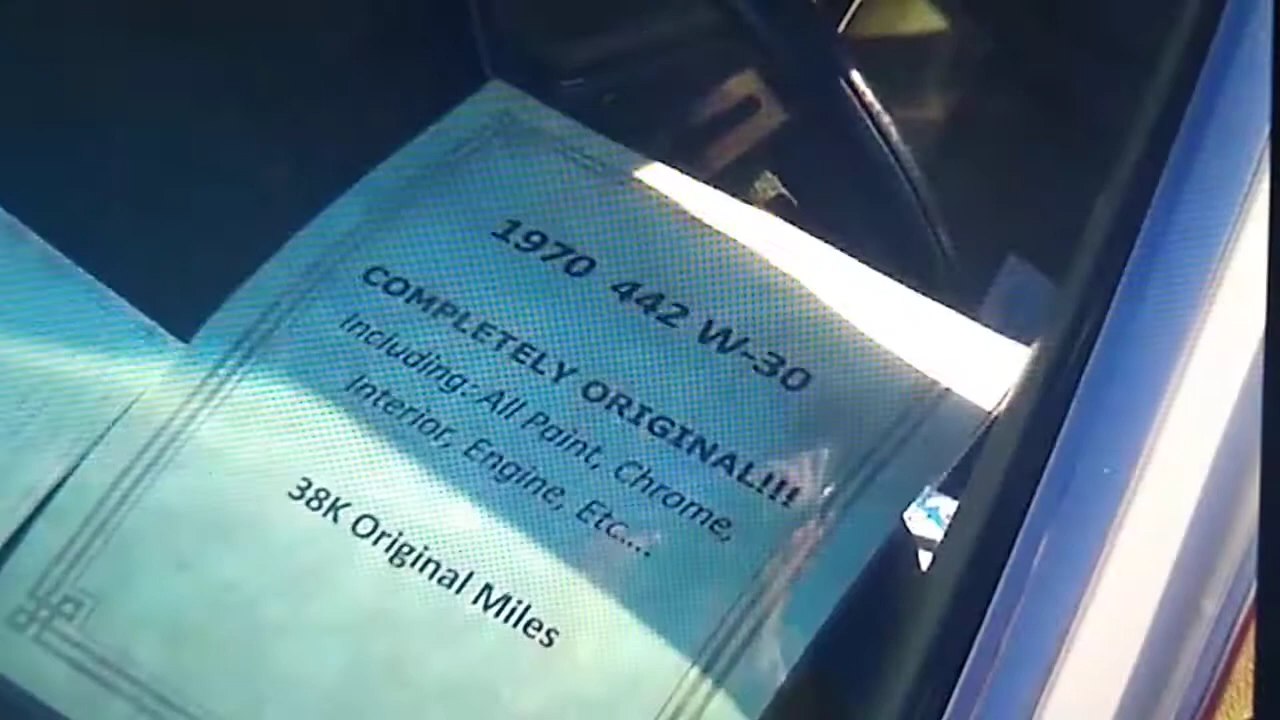 1970 442 W-30
COMPLETELY ORIGINAL!!!
Including: All Paint, Chrome,
Interior, Engine, Etc....
38K Original Miles